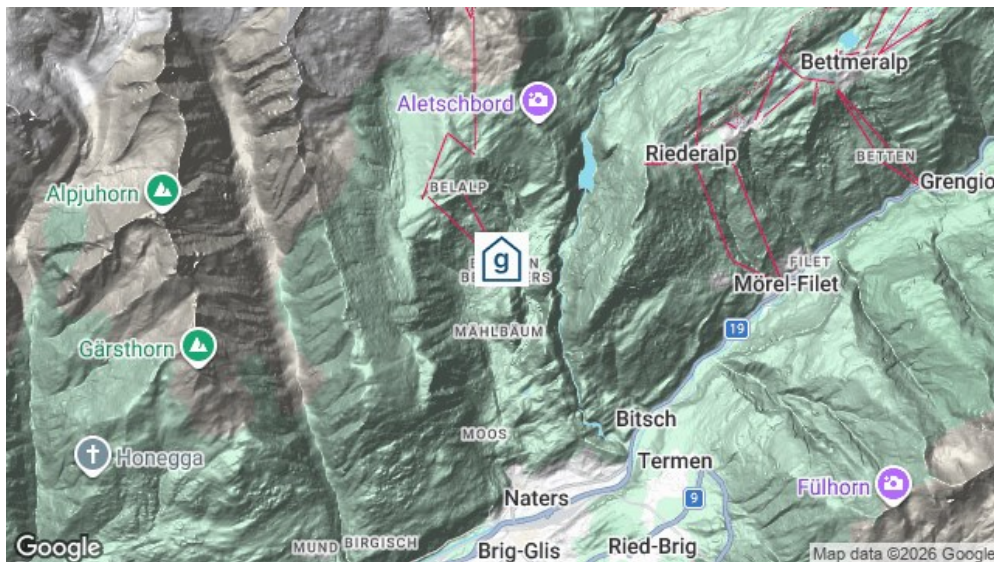 Bettmeralp
Aletschbord
Riederalp
BETTEN
Grengio
Alpjuhorn
BELALP
g
FILET
Mörel-Filet
MÄHLBÄUM
19
Gärsthorn
Bitsch
MOOS
Honegga
Termen
Fülhorn
Naters
9
MUND
BIRGISCH
Brig-Glis
Ried-Brig
Google
Map data ©2026 Google